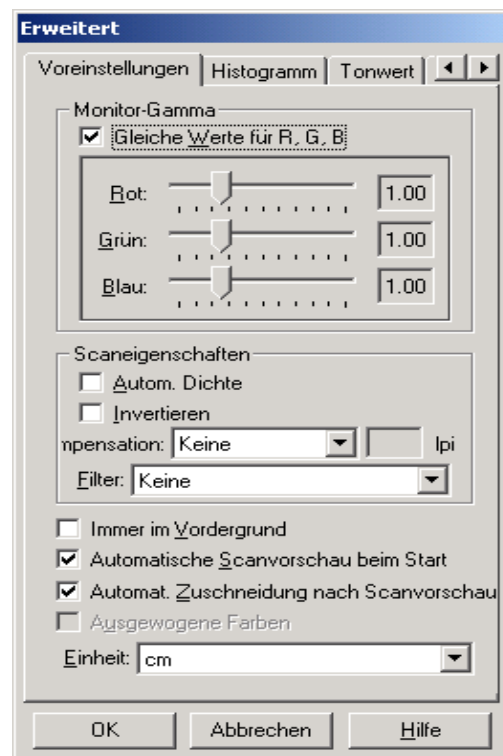 Erweitert
Voreinstellungen Histogramm Tonwert
Monitor-Gamma
Gleiche Werte für R, G, B
Rot: 1.00
Grün: 1.00
Blau: 1.00
Scaneigenschaften
Autom. Dichte
Invertieren
mpensation: Keine lpi
Filter: Keine
Immer im Vordergrund
Automatische Scanvorschau beim Start
Automat. Zuschneidung nach Scanvorschau
Ausgewogene Farben
Einheit: cm
OK Abbrechen Hilfe